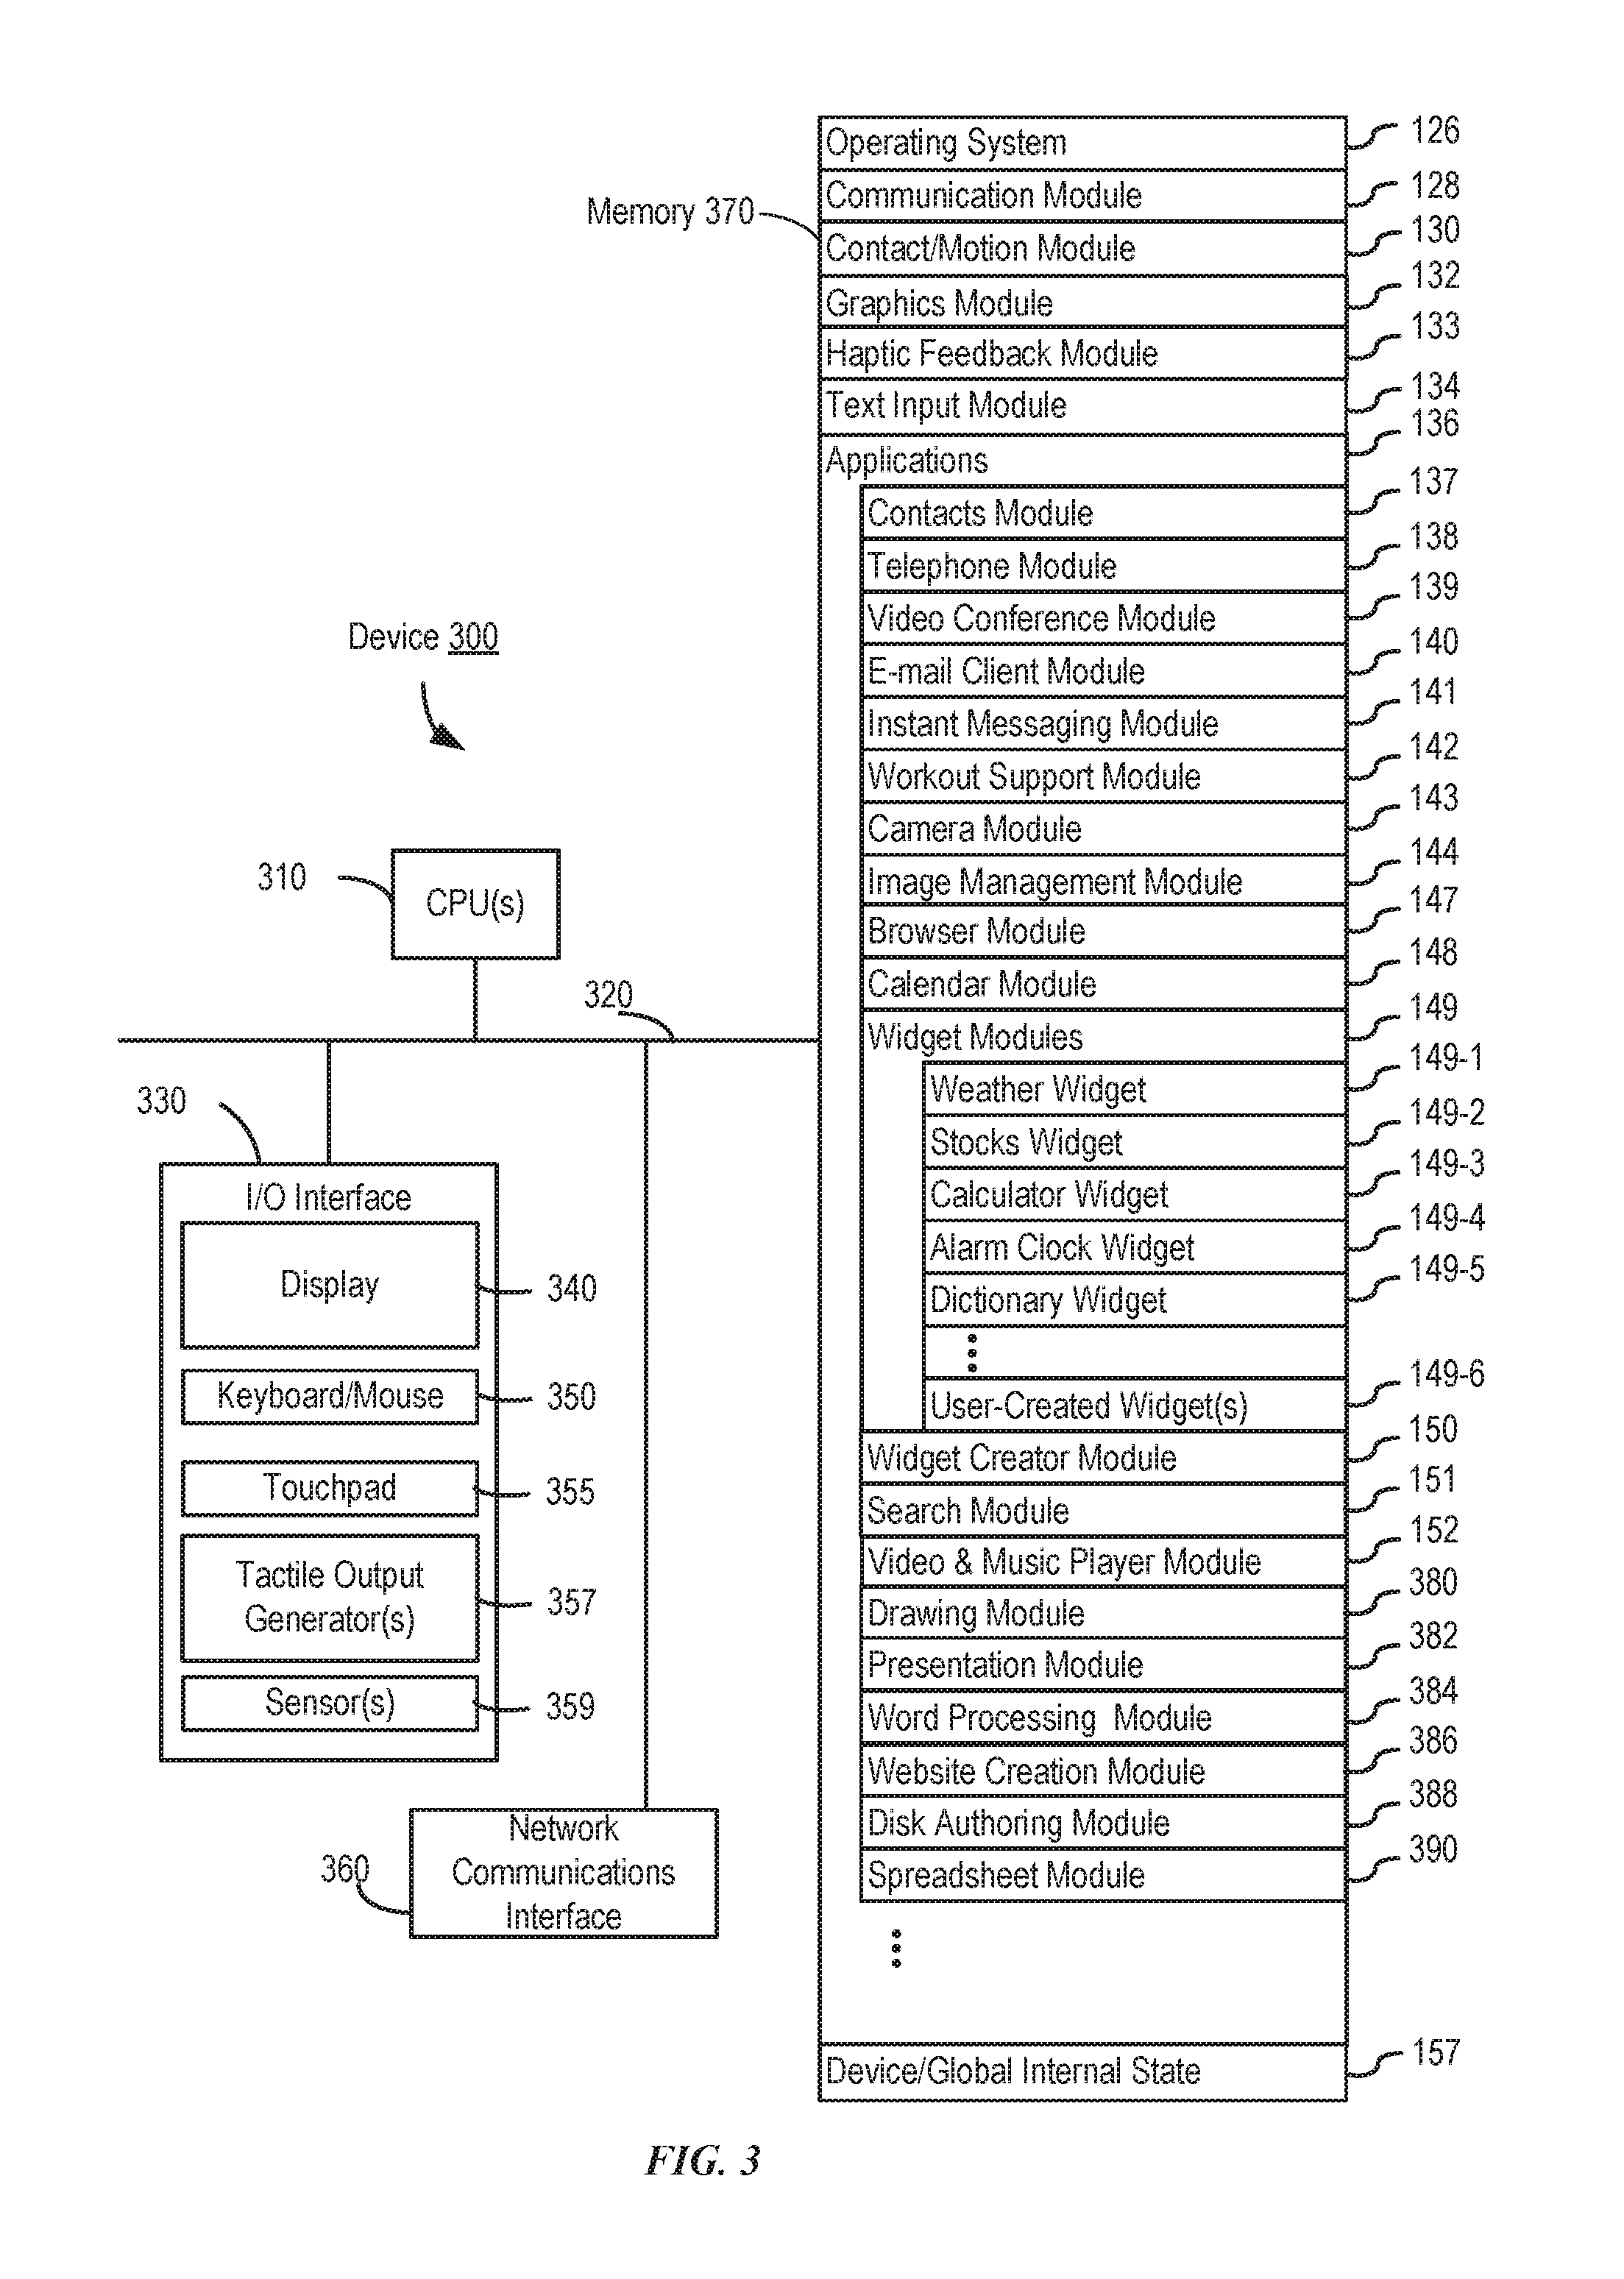 Operating System 126
Communication Module 128
Memory 370
Contact/Motion Module 130
Graphics Module 132
Haptic Feedback Module 133
Text Input Module 134
Applications 136
Contacts Module 137
Telephone Module 138
Video Conference Module 139
E-mail Client Module 140
Instant Messaging Module 141
Workout Support Module 142
Camera Module 143
Image Management Module 144
Browser Module 147
Calendar Module 148
Widget Modules 149
Weather Widget 149-1
Stocks Widget 149-2
Calculator Widget 149-3
Alarm Clock Widget 149-4
Dictionary Widget 149-5
User-Created Widget(s) 149-6
Widget Creator Module 150
Search Module 151
Video & Music Player Module 152
Drawing Module 380
Presentation Module 382
Word Processing Module 384
Website Creation Module 386
Disk Authoring Module 388
Spreadsheet Module 390
Device/Global Internal State 157
Device 300
310
CPU(s)
320
330
I/O Interface
Display 340
Keyboard/Mouse 350
Touchpad 355
Tactile Output
Generator(s) 357
Sensor(s) 359
360
Network
Communications
Interface
FIG. 3